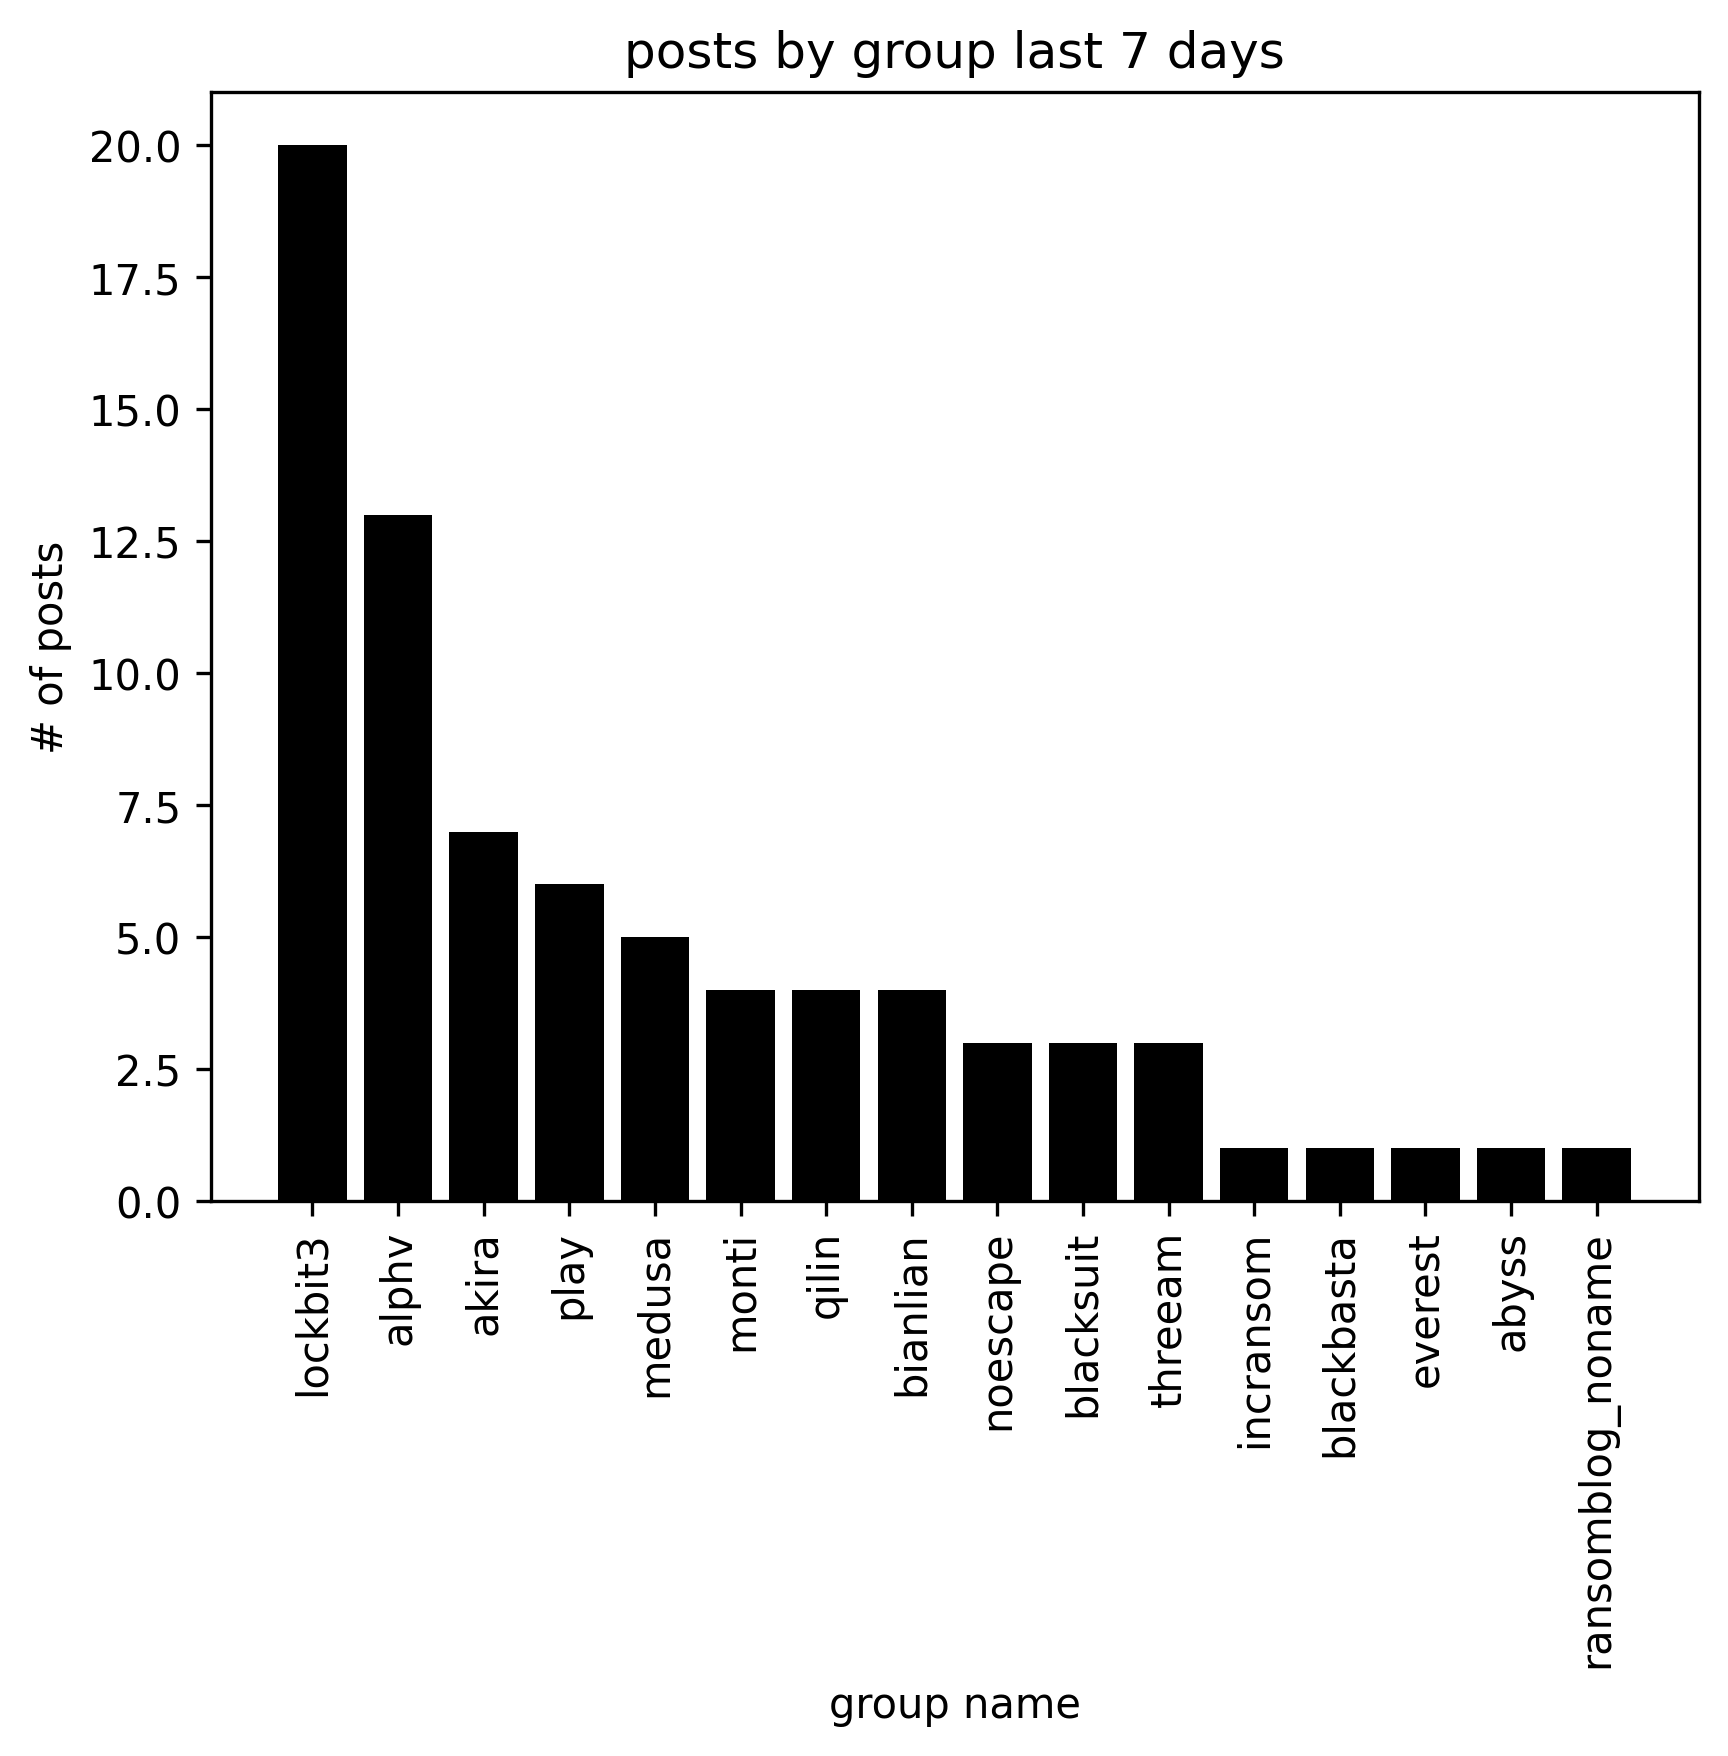 posts by group last 7 days
# of posts
20.0
17.5
15.0
12.5
10.0
7.5
5.0
2.5
0.0
lockbit3
alphv
akira
play
medusa
monti
qilin
bianlian
noescape
blacksuit
threeam
incransom
blackbasta
everest
abyss
ransomblog_noname
group name